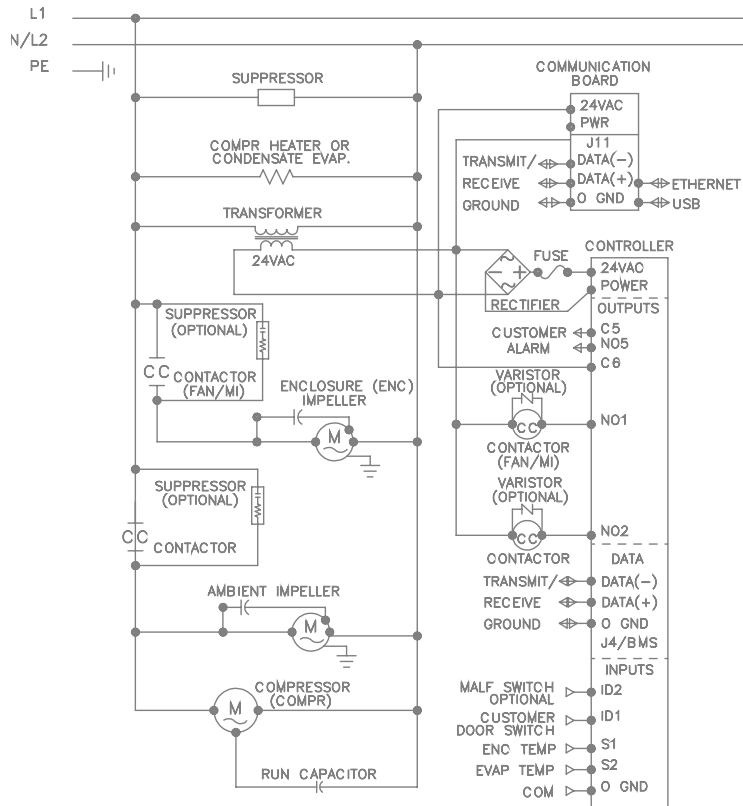 L1
N/L2
PE
SUPPRESSOR
COMPR HEATER OR
CONDENSATE EVAP.
TRANSFORMER
24VAC
SUPPRESSOR
(OPTIONAL)
CC
CONTACTOR
(FAN/MI)
ENCLOSURE (ENC)
IMPELLER
M
SUPPRESSOR
(OPTIONAL)
CC
CONTACTOR
AMBIENT IMPELLER
M
COMPRESSOR
(COMPR)
M
RUN CAPACITOR
COMMUNICATION
BOARD
24VAC
PWR
J11
TRANSMIT/
DATA(-)
RECEIVE
DATA(+)
ETHERNET
GROUND
0 GND
USB
FUSE
CONTROLLER
24VAC
POWER
RECTIFIER
OUTPUTS
CUSTOMER
ALARM
C5
NO5
C6
VARISTOR
(OPTIONAL)
CC
NO1
CONTACTOR
(FAN/MI)
VARISTOR
(OPTIONAL)
CC
NO2
CONTACTOR
DATA
TRANSMIT/
DATA(-)
RECEIVE
DATA(+)
GROUND
0 GND
J4/BMS
INPUTS
MALF SWITCH
OPTIONAL
ID2
CUSTOMER
DOOR SWITCH
ID1
ENC TEMP
S1
EVAP TEMP
S2
COM
0 GND